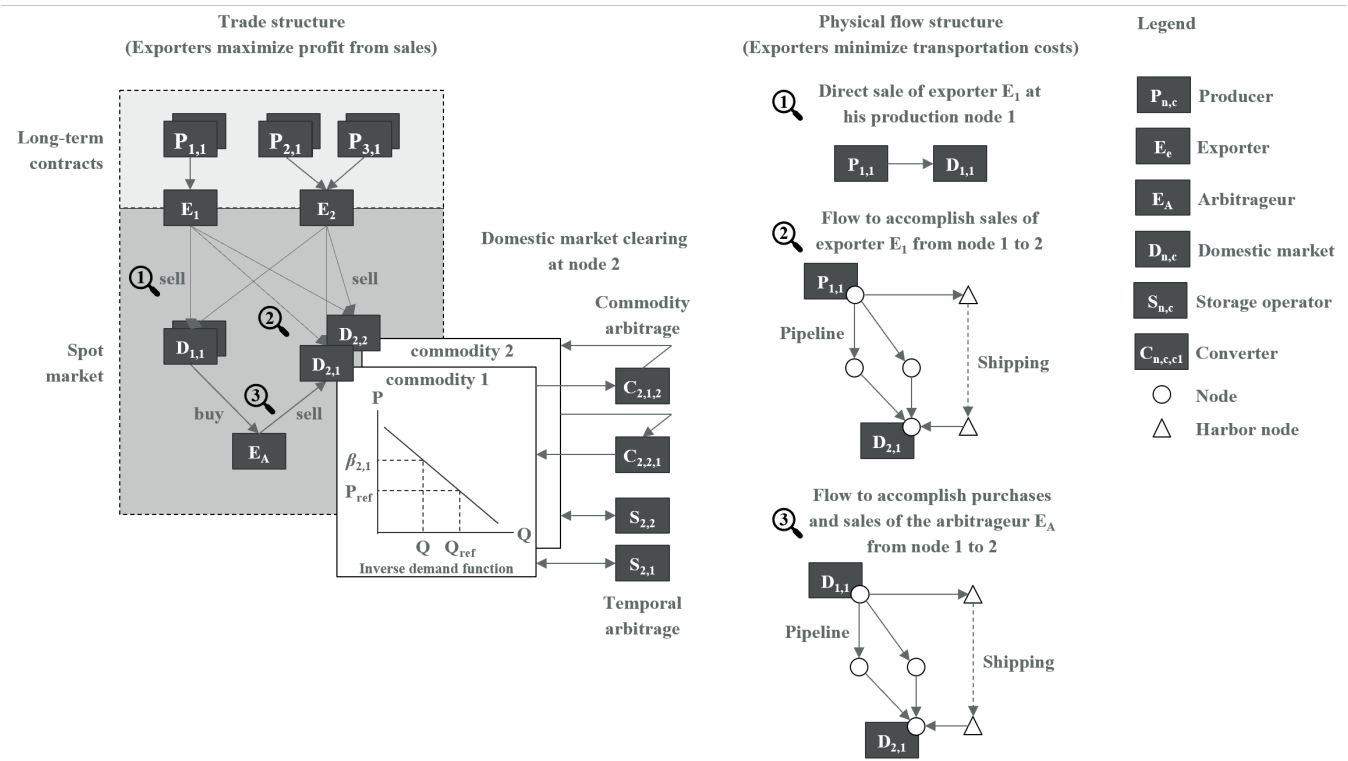 Trade structure
(Exporters maximize profit from sales)
Long-term
contracts
P1,1
P2,1
P3,1
E1
E2
1
sell
sell
2
Spot
market
D1,1
D2,2
D2,1
3
buy
sell
EA
Domestic market clearing
at node 2
Commodity
arbitrage
commodity 2
commodity 1
P
β2,1
Pref
Q
Qref
Q
Inverse demand function
C2,1,2
C2,2,1
S2,2
S2,1
Temporal
arbitrage
Physical flow structure
(Exporters minimize transportation costs)
1
Direct sale of exporter E1 at
his production node 1
P1,1
D1,1
2
Flow to accomplish sales of
exporter E1 from node 1 to 2
P1,1
Pipeline
Shipping
D2,1
3
Flow to accomplish purchases
and sales of the arbitrageur EA
from node 1 to 2
D1,1
Pipeline
Shipping
D2,1
Legend
Pn,c Producer
Ee Exporter
EA Arbitrageur
Dn,c Domestic market
Sn,c Storage operator
Cn,c,c1 Converter
Node
Harbor node